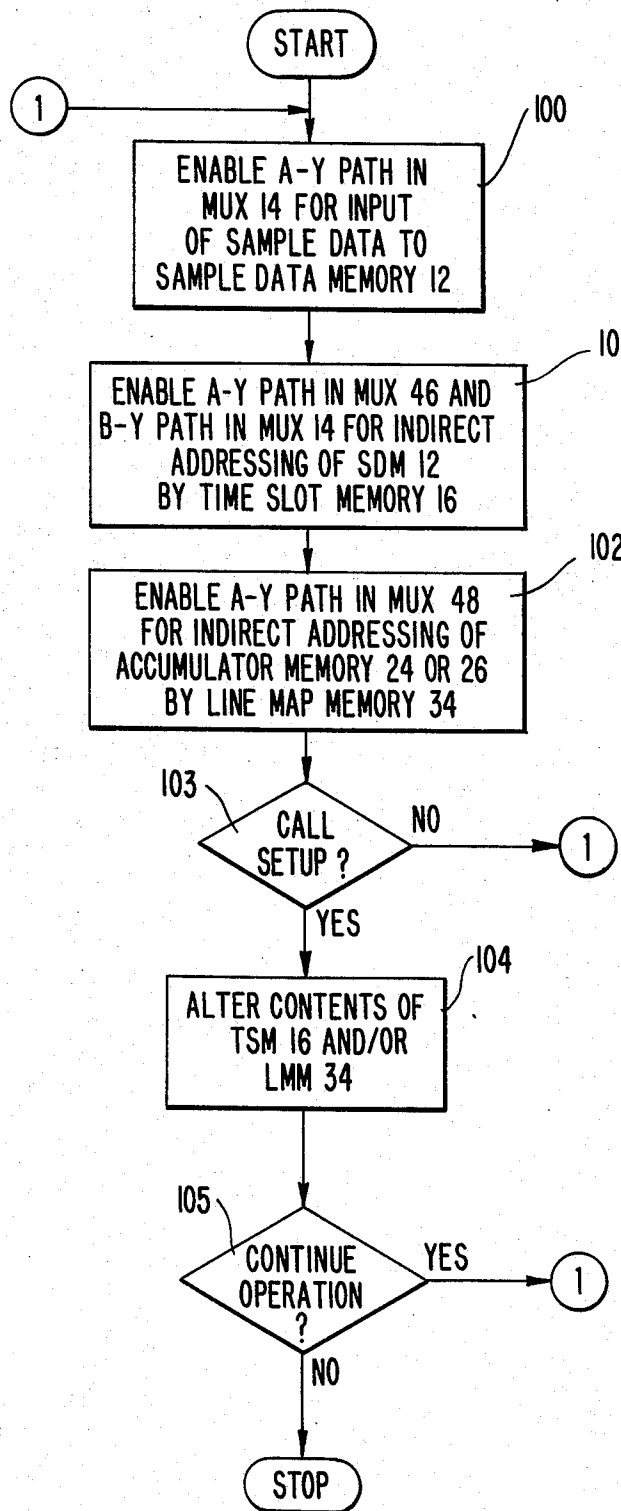 START
1
100
ENABLE A-Y PATH IN
MUX 14 FOR INPUT
OF SAMPLE DATA TO
SAMPLE DATA MEMORY 12
10
ENABLE A-Y PATH IN MUX 46 AND
B-Y PATH IN MUX 14 FOR INDIRECT
ADDRESSING OF SDM 12
BY TIME SLOT MEMORY 16
102
ENABLE A-Y PATH IN MUX 48
FOR INDIRECT ADDRESSING OF
ACCUMULATOR MEMORY 24 OR 26
BY LINE MAP MEMORY 34
103
CALL
SETUP ?
NO
1
YES
104
ALTER CONTENTS OF
TSM 16 AND/OR
LMM 34
105
CONTINUE
OPERATION
?
YES
1
NO
STOP